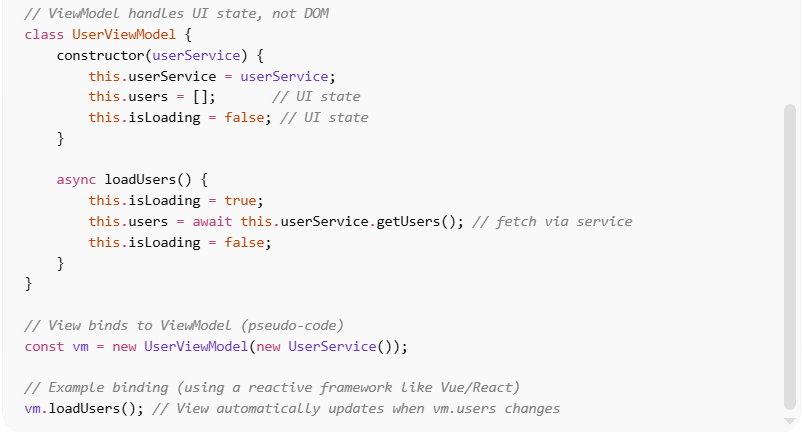 // ViewModel handles UI state, not DOM
class UserViewModel {
    constructor(userService) {
        this.userService = userService;
        this.users = [];       // UI state
        this.isLoading = false; // UI state
    }

    async loadUsers() {
        this.isLoading = true;
        this.users = await this.userService.getUsers(); // fetch via service
        this.isLoading = false;
    }
}

// View binds to ViewModel (pseudo-code)
const vm = new UserViewModel(new UserService());

// Example binding (using a reactive framework like Vue/React)
vm.loadUsers(); // View automatically updates when vm.users changes